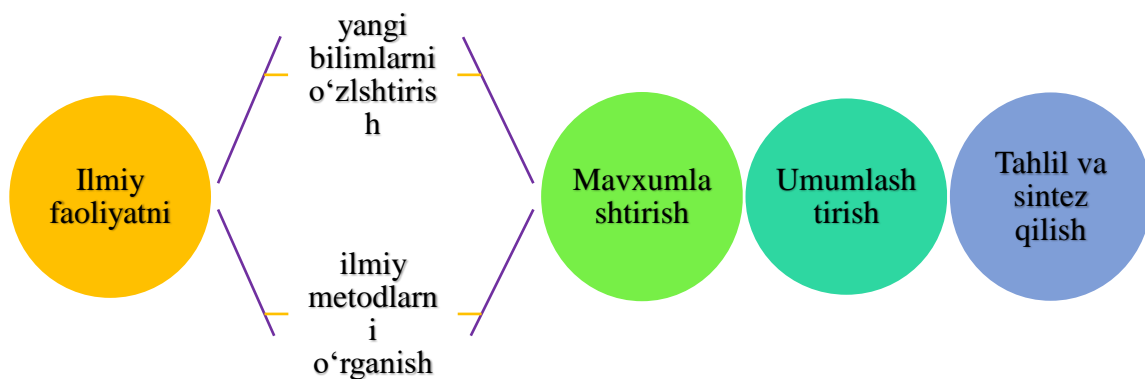 Ilmiy
faoliyatni
yangi
bilimlarni
o‘zlshtiris
h
ilmiy
metodlarn
i
o‘rganish
Mavxumla
shtirish
Umumlash
tirish
Tahlil va
sintez
qilish